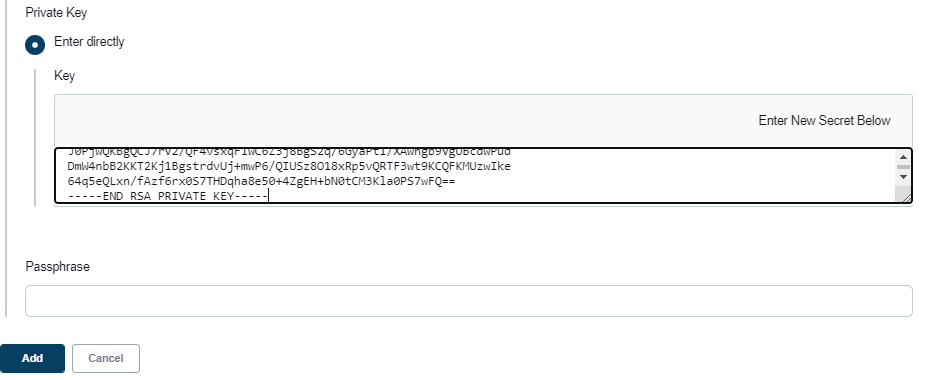 Private Key
Enter directly
Key
Enter New Secret Below
DmW4nbB2KKT2Kj1BgstrdvUj+mwP6/QIUSz8O18xRp5vQRTF3wt9KCQFKMUzwIke
64q5eQLxn/fAzf6rx0S7THDqha8e50+4ZgEH+bN0tCM3Kla0PS7wFQ==
-----END RSA PRIVATE KEY-----
Passphrase
Add
Cancel